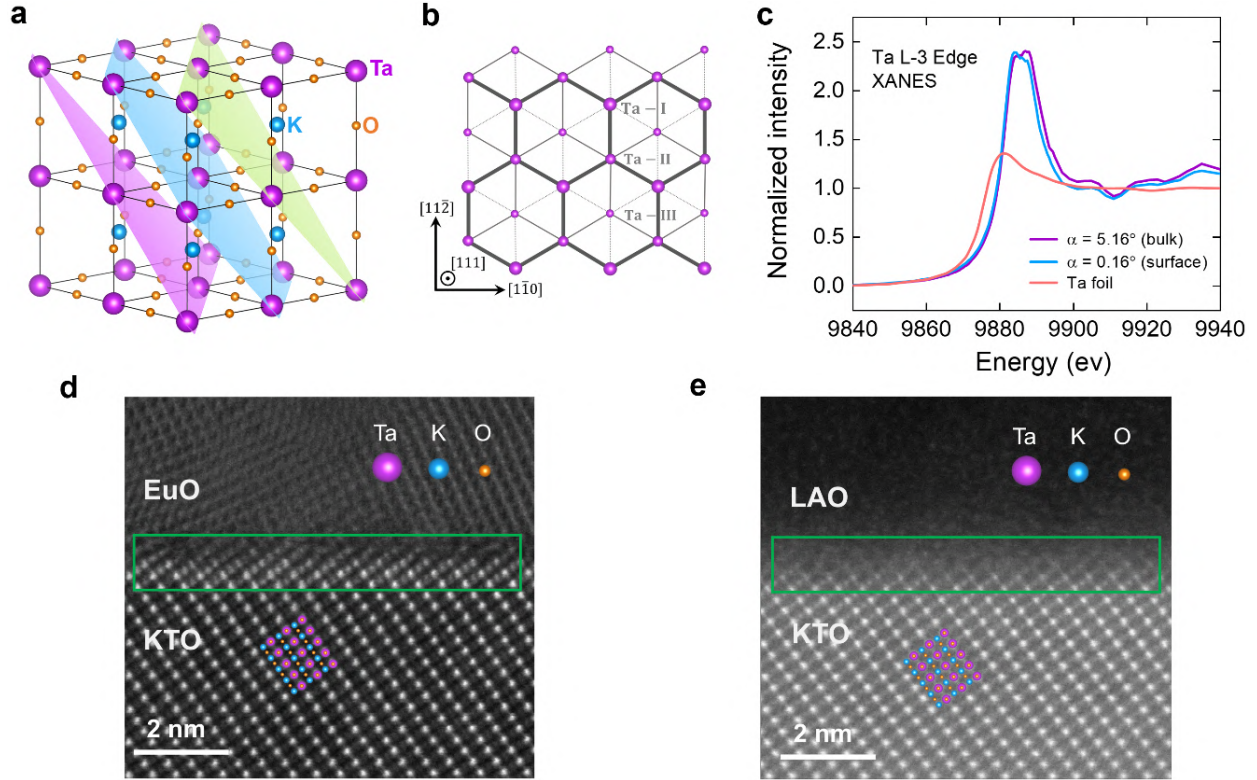 a
Ta
K
O
b
Ta – I
Ta – II
Ta – III
[112̄]
[111]
[11̄0]
c
Ta L-3 Edge
XANES
Normalized intensity
2.5
2.0
1.5
1.0
0.5
0.0
α = 5.16° (bulk)
α = 0.16° (surface)
Ta foil
9840 9860 9880 9900 9920 9940
Energy (ev)
d
Ta K O
EuO
KTO
2 nm
e
Ta K O
LAO
KTO
2 nm